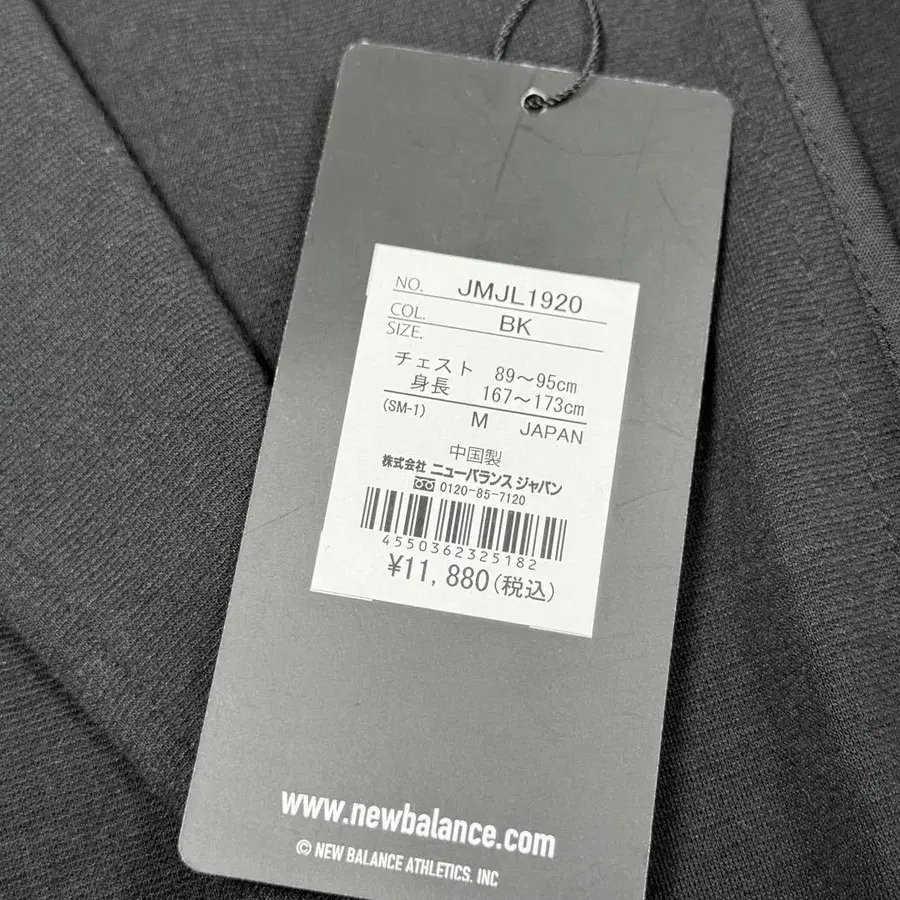 NO. JMJL1920
COL. BK
SIZE.
チェスト 89～95cm
身長 167～173cm
(SM-1) M JAPAN
中国製
株式会社 ニューバランス ジャパン
0120-85-7120
4550362325182
¥11,880(税込)
www.newbalance.com
© NEW BALANCE ATHLETICS. INC